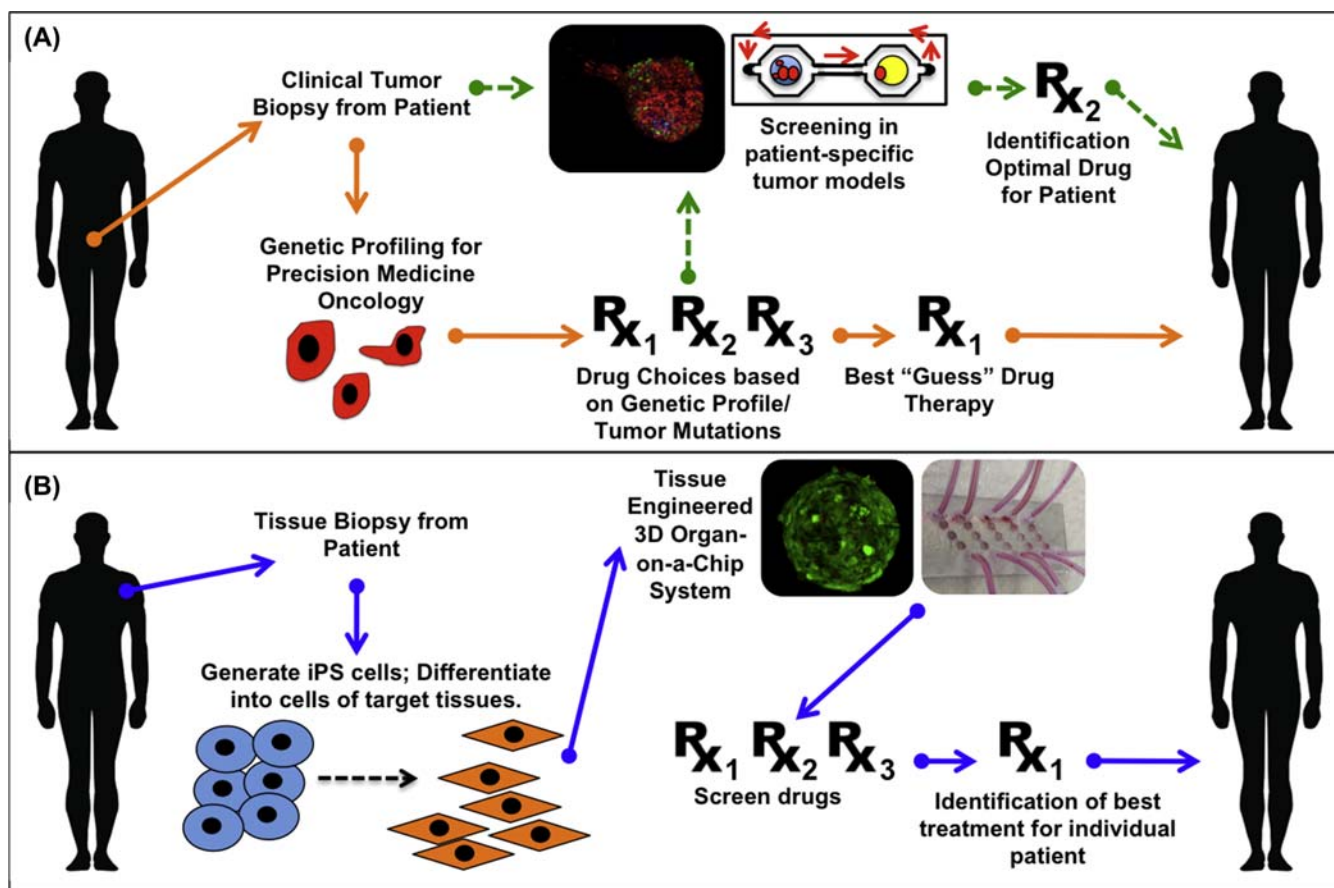 (A)
Clinical Tumor
Biopsy from Patient
Screening in
patient-specific
tumor models
Rx2
Identification
Optimal Drug
for Patient
Genetic Profiling for
Precision Medicine
Oncology
Rx1 Rx2 Rx3
Drug Choices based
on Genetic Profile/
Tumor Mutations
Rx1
Best “Guess” Drug
Therapy
(B)
Tissue Biopsy from
Patient
Generate iPS cells; Differentiate
into cells of target tissues.
Tissue
Engineered
3D Organ-
on-a-Chip
System
Rx1 Rx2 Rx3
Screen drugs
Rx1
Identification of best
treatment for individual
patient